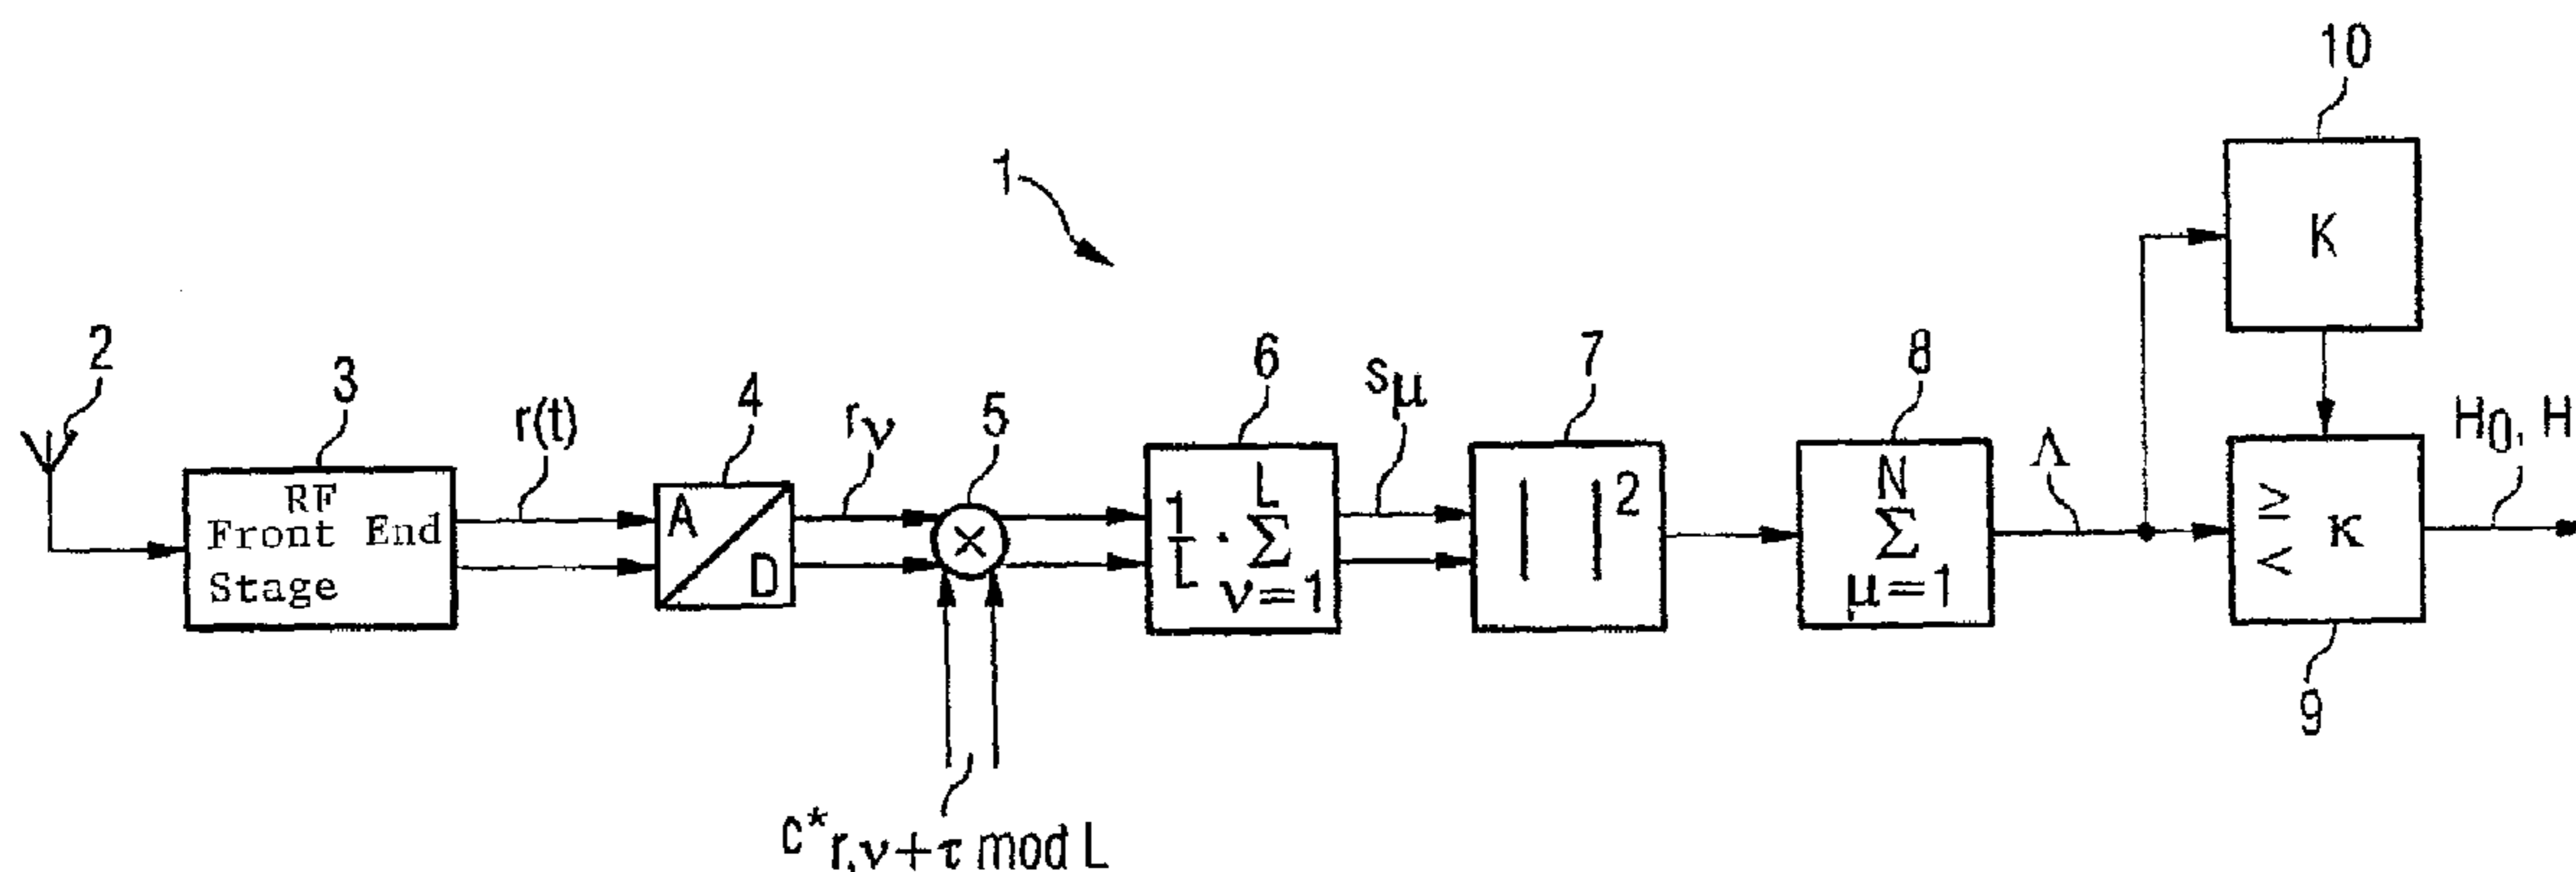 10
K
1
2
3
RF
Front End
Stage
r(t)
4
A
D
rν
5
×
c*r,ν+τ mod L
6
1/L · L∑ν=1
sμ
7
| |2
8
N∑μ=1
Λ
≥
<
κ
9
H0, H